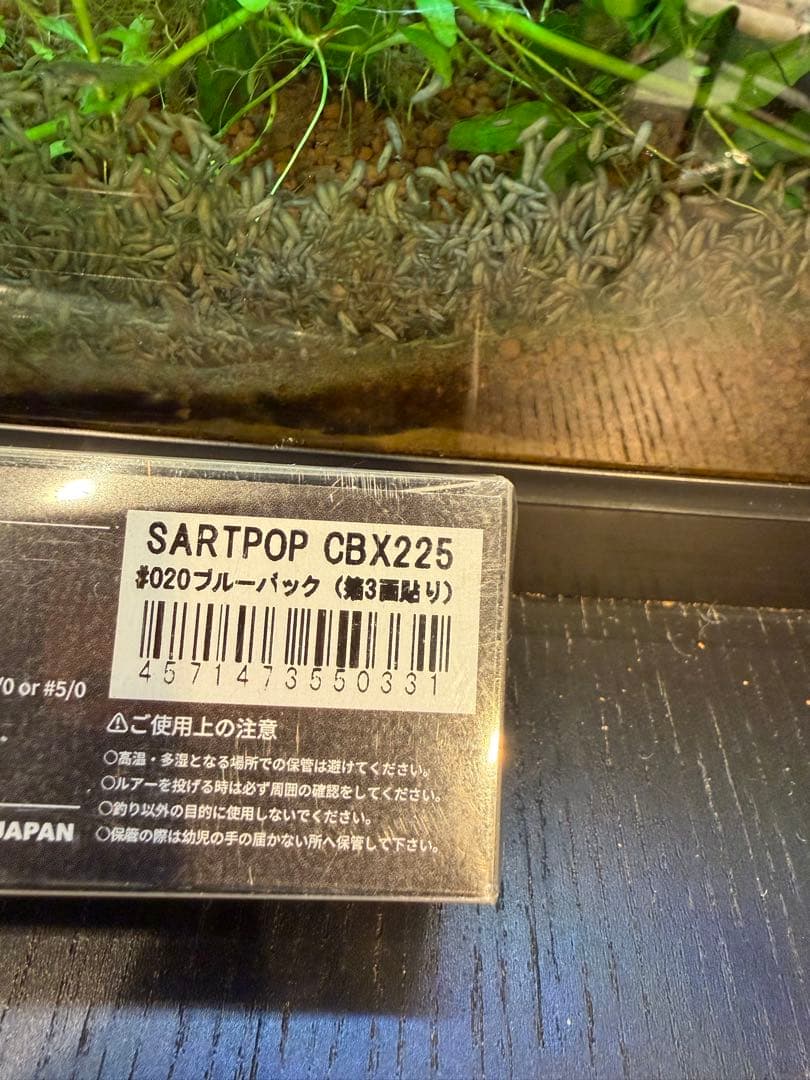 SARTPOP CBX225
#020ブルーバック（第3画貼り）
4571473550331
/0 or #5/0
⚠ご使用上の注意
○高温・多湿となる場所での保管は避けてください。
○ルアーを投げる時は必ず周囲の確認をしてください。
○釣り以外の目的に使用しないでください。
○保管の際は幼児の手の届かない所へ保管して下さい。
JAPAN